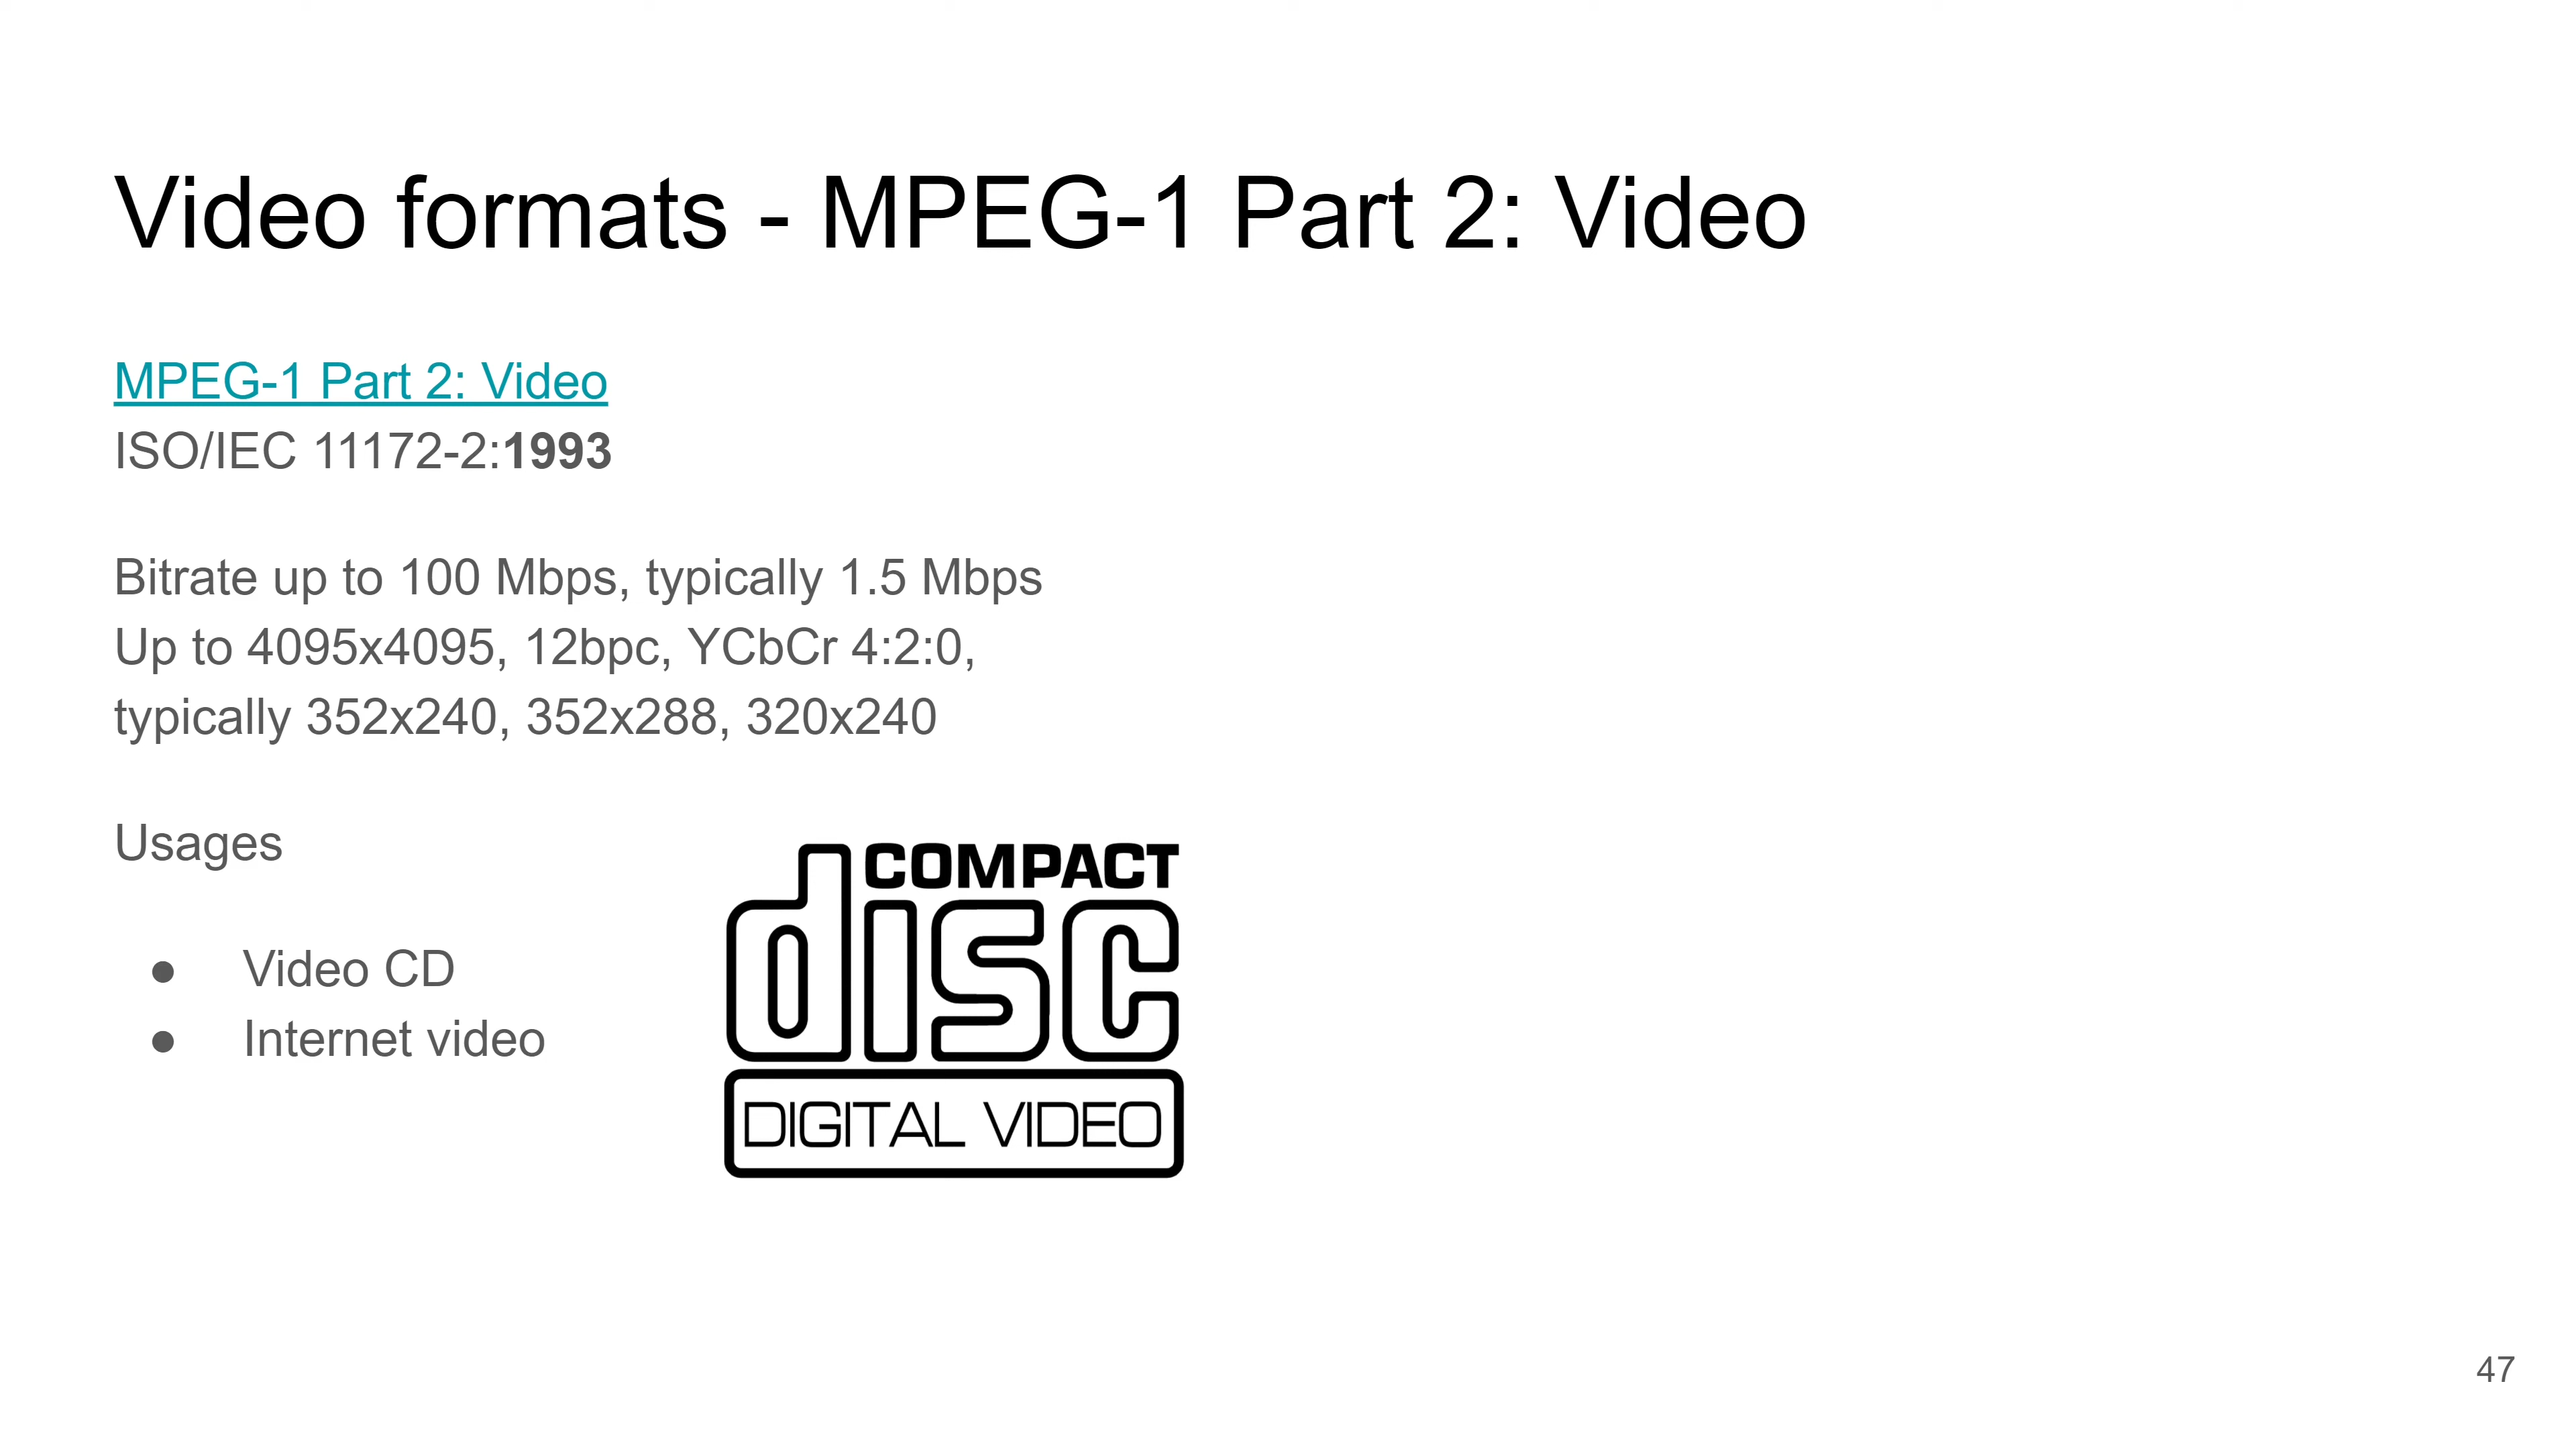 Video formats - MPEG-1 Part 2: Video
MPEG-1 Part 2: Video
ISO/IEC 11172-2:1993
Bitrate up to 100 Mbps, typically 1.5 Mbps
Up to 4095x4095, 12bpc, YCbCr 4:2:0,
typically 352x240, 352x288, 320x240
Usages
● Video CD
● Internet video
COMPACT
disc
DIGITAL VIDEO
47